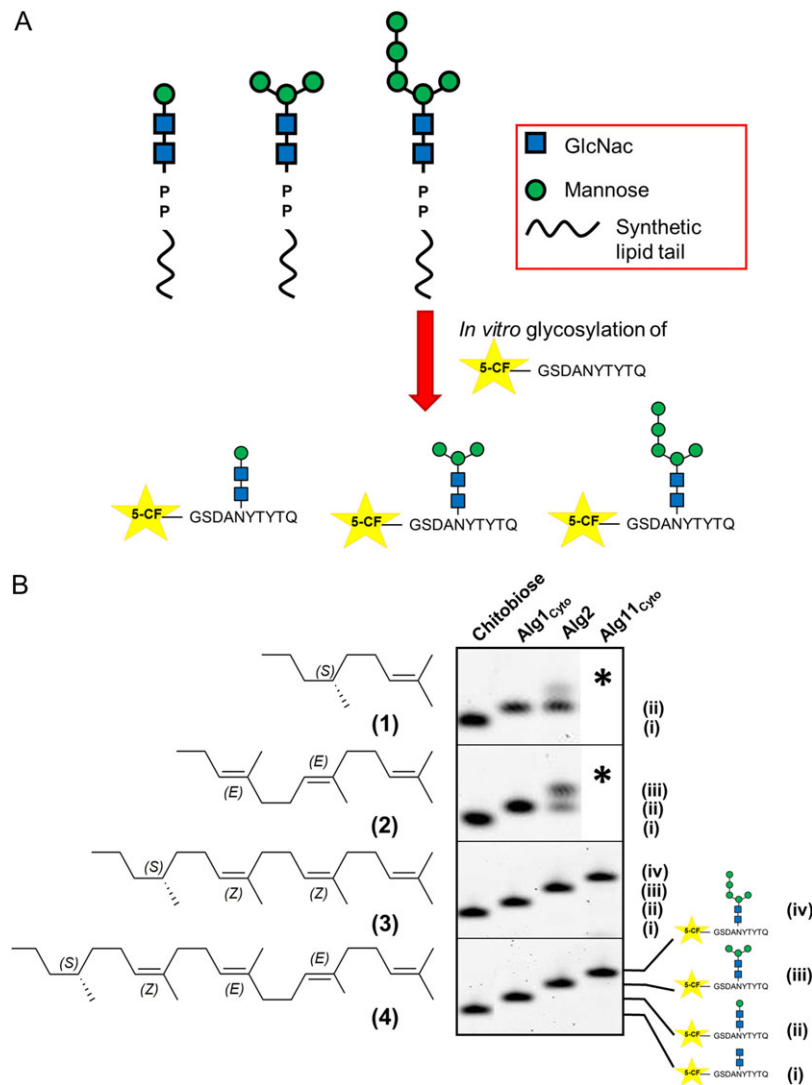 A
P
P
P
P
P
P
GlcNac
Mannose
Synthetic
lipid tail
In vitro glycosylation of
5-CF GSDANYTYTQ
5-CF GSDANYTYTQ
5-CF GSDANYTYTQ
5-CF GSDANYTYTQ
B
Chitobiose
Alg1Cyto
Alg2
Alg11Cyto
(S)
(1)
*
(ii)
(i)
(E)
(E)
(2)
*
(iii)
(ii)
(i)
(S)
(Z)
(Z)
(3)
(iv)
(iii)
(ii)
(i)
(S)
(Z)
(E)
(E)
(4)
5-CF GSDANYTYTQ (iv)
5-CF GSDANYTYTQ (iii)
5-CF GSDANYTYTQ (ii)
5-CF GSDANYTYTQ (i)